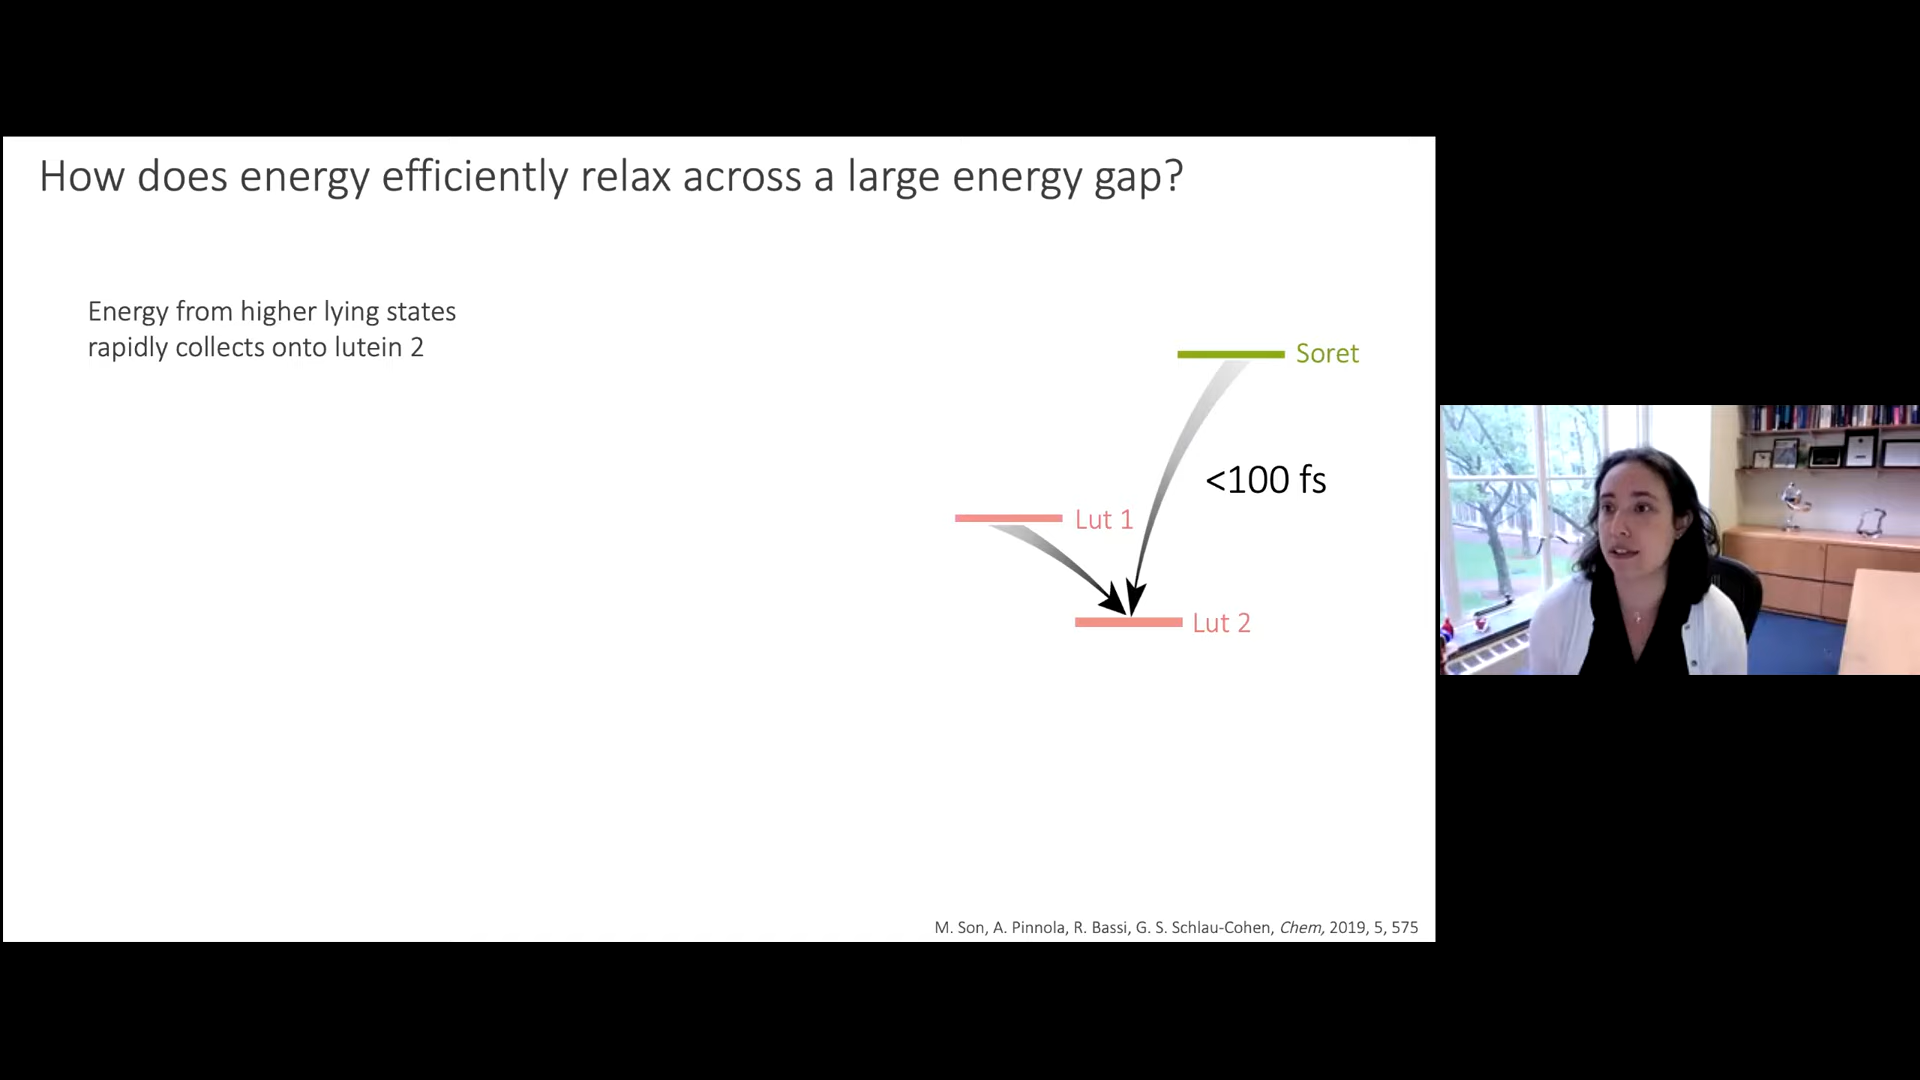 How does energy efficiently relax across a large energy gap?
Energy from higher lying states
rapidly collects onto lutein 2
Soret
<100 fs
Lut 1
Lut 2
M. Son, A. Pinnola, R. Bassi, G. S. Schlau-Cohen, Chem, 2019, 5, 575